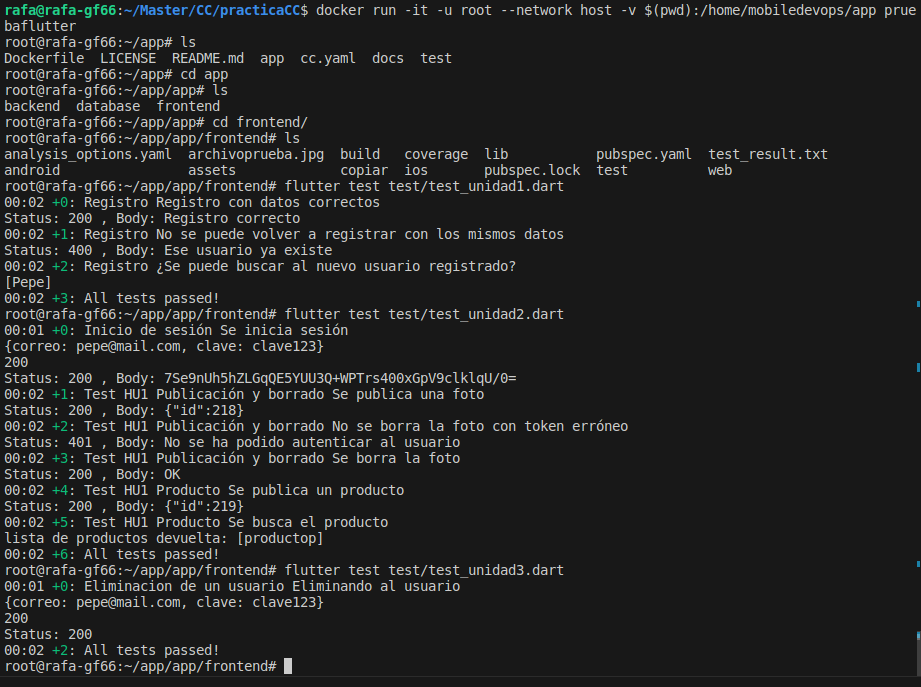 rafa@rafa-gf66:~/Master/CC/practicaCC$ docker run -it -u root --network host -v $(pwd):/home/mobiledevops/app prue
baflutter
root@rafa-gf66:~/app# ls
Dockerfile  LICENSE  README.md  app  cc.yaml  docs  test
root@rafa-gf66:~/app# cd app
root@rafa-gf66:~/app/app# ls
backend  database  frontend
root@rafa-gf66:~/app/app# cd frontend/
root@rafa-gf66:~/app/app/frontend# ls
analysis_options.yaml  archivoprueba.jpg  build   coverage  lib           pubspec.yaml  test_result.txt
android                assets             copiar  ios       pubspec.lock  test          web
root@rafa-gf66:~/app/app/frontend# flutter test test/test_unidad1.dart
00:02 +0: Registro Registro con datos correctos
Status: 200 , Body: Registro correcto
00:02 +1: Registro No se puede volver a registrar con los mismos datos
Status: 400 , Body: Ese usuario ya existe
00:02 +2: Registro ¿Se puede buscar al nuevo usuario registrado?
[Pepe]
00:02 +3: All tests passed!
root@rafa-gf66:~/app/app/frontend# flutter test test/test_unidad2.dart
00:01 +0: Inicio de sesión Se inicia sesión
{correo: pepe@mail.com, clave: clave123}
200
Status: 200 , Body: 7Se9nUh5hZLGqQE5YUU3Q+WPTrs400xGpV9clklqU/0=
00:02 +1: Test HU1 Publicación y borrado Se publica una foto
Status: 200 , Body: {"id":218}
00:02 +2: Test HU1 Publicación y borrado No se borra la foto con token erróneo
Status: 401 , Body: No se ha podido autenticar al usuario
00:02 +3: Test HU1 Publicación y borrado Se borra la foto
Status: 200 , Body: OK
00:02 +4: Test HU1 Producto Se publica un producto
Status: 200 , Body: {"id":219}
00:02 +5: Test HU1 Producto Se busca el producto
lista de productos devuelta: [productop]
00:02 +6: All tests passed!
root@rafa-gf66:~/app/app/frontend# flutter test test/test_unidad3.dart
00:01 +0: Eliminacion de un usuario Eliminando al usuario
{correo: pepe@mail.com, clave: clave123}
200
Status: 200
00:02 +2: All tests passed!
root@rafa-gf66:~/app/app/frontend#